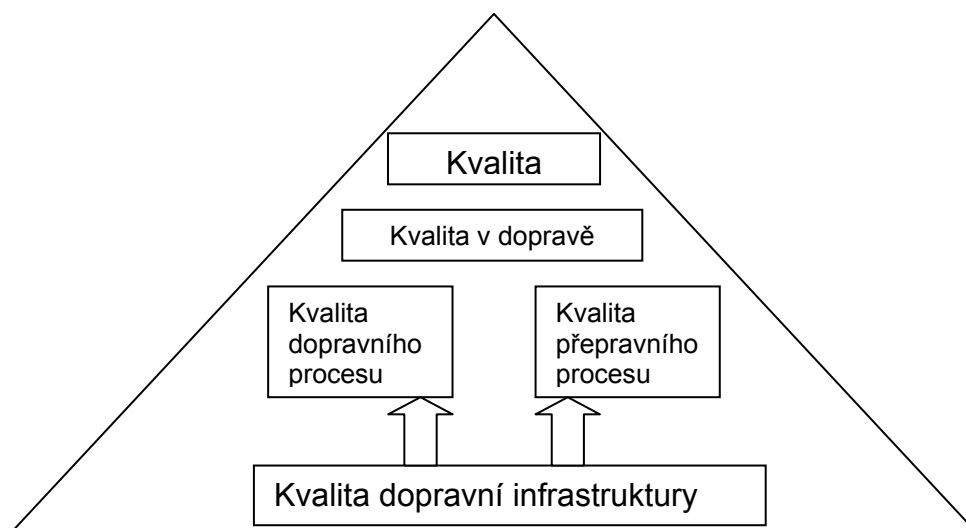 Kvalita
Kvalita v dopravě
Kvalita
dopravního
procesu
Kvalita
přepravního
procesu
Kvalita dopravní infrastruktury